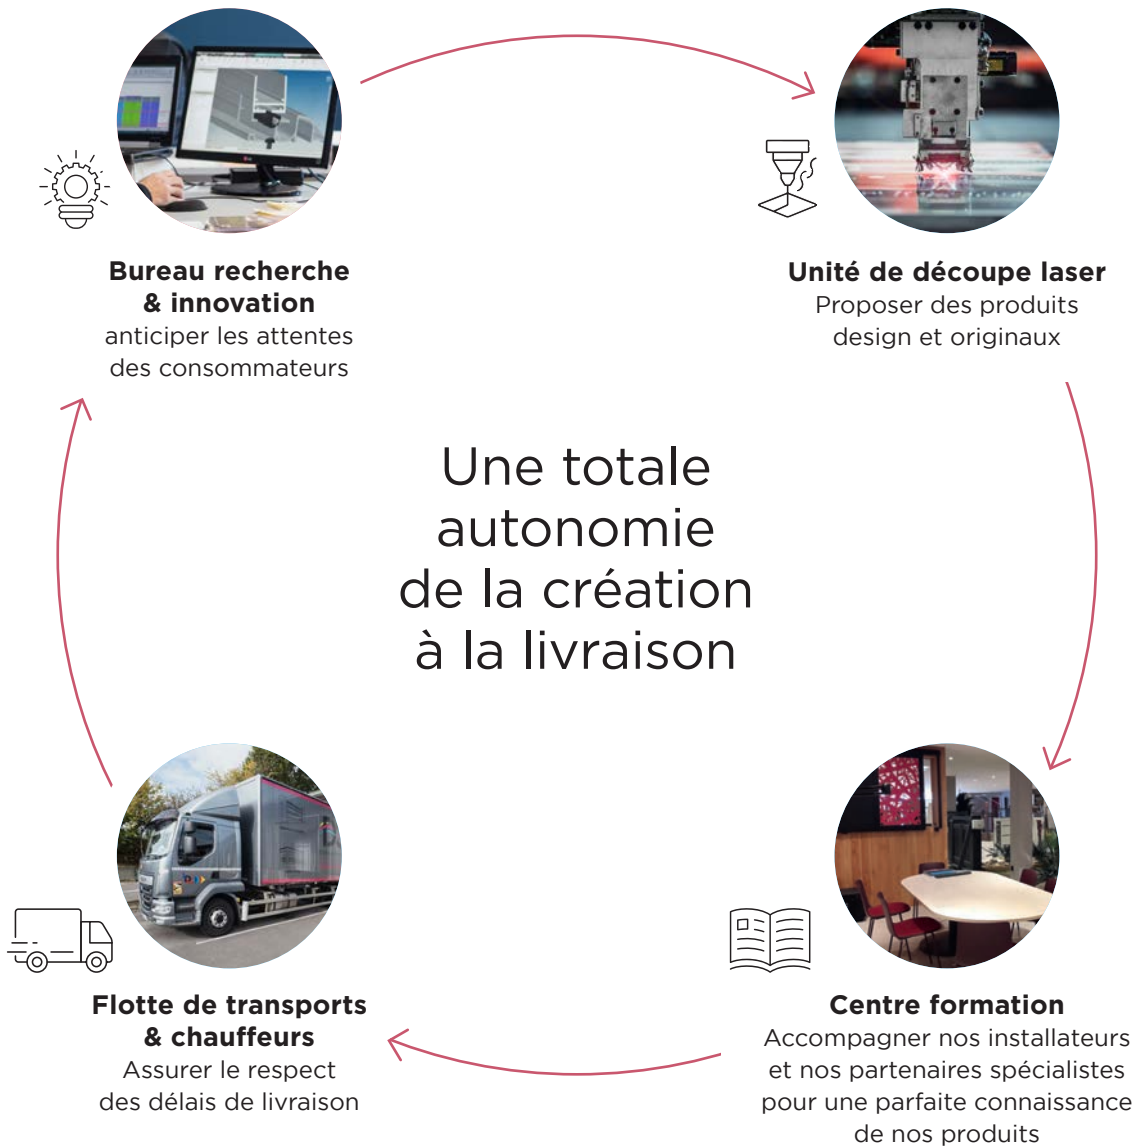 Bureau recherche
& innovation
anticiper les attentes
des consommateurs
Unité de découpe laser
Proposer des produits
design et originaux
Une totale
autonomie
de la création
à la livraison
Flotte de transports
& chauffeurs
Assurer le respect
des délais de livraison
Centre formation
Accompagner nos installateurs
et nos partenaires spécialistes
pour une parfaite connaissance
de nos produits